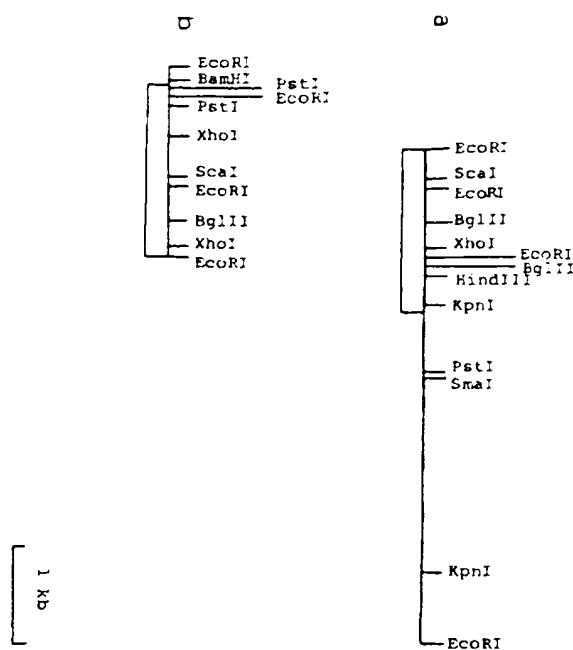 b
EcoRI
BamHI
PstI
EcoRI
PstI
XhoI
ScaI
EcoRI
BglII
XhoI
EcoRI
a
EcoRI
ScaI
EcoRI
BglII
XhoI
EcoRI
BglII
HindIII
KpnI
PstI
SmaI
KpnI
EcoRI
1 kb